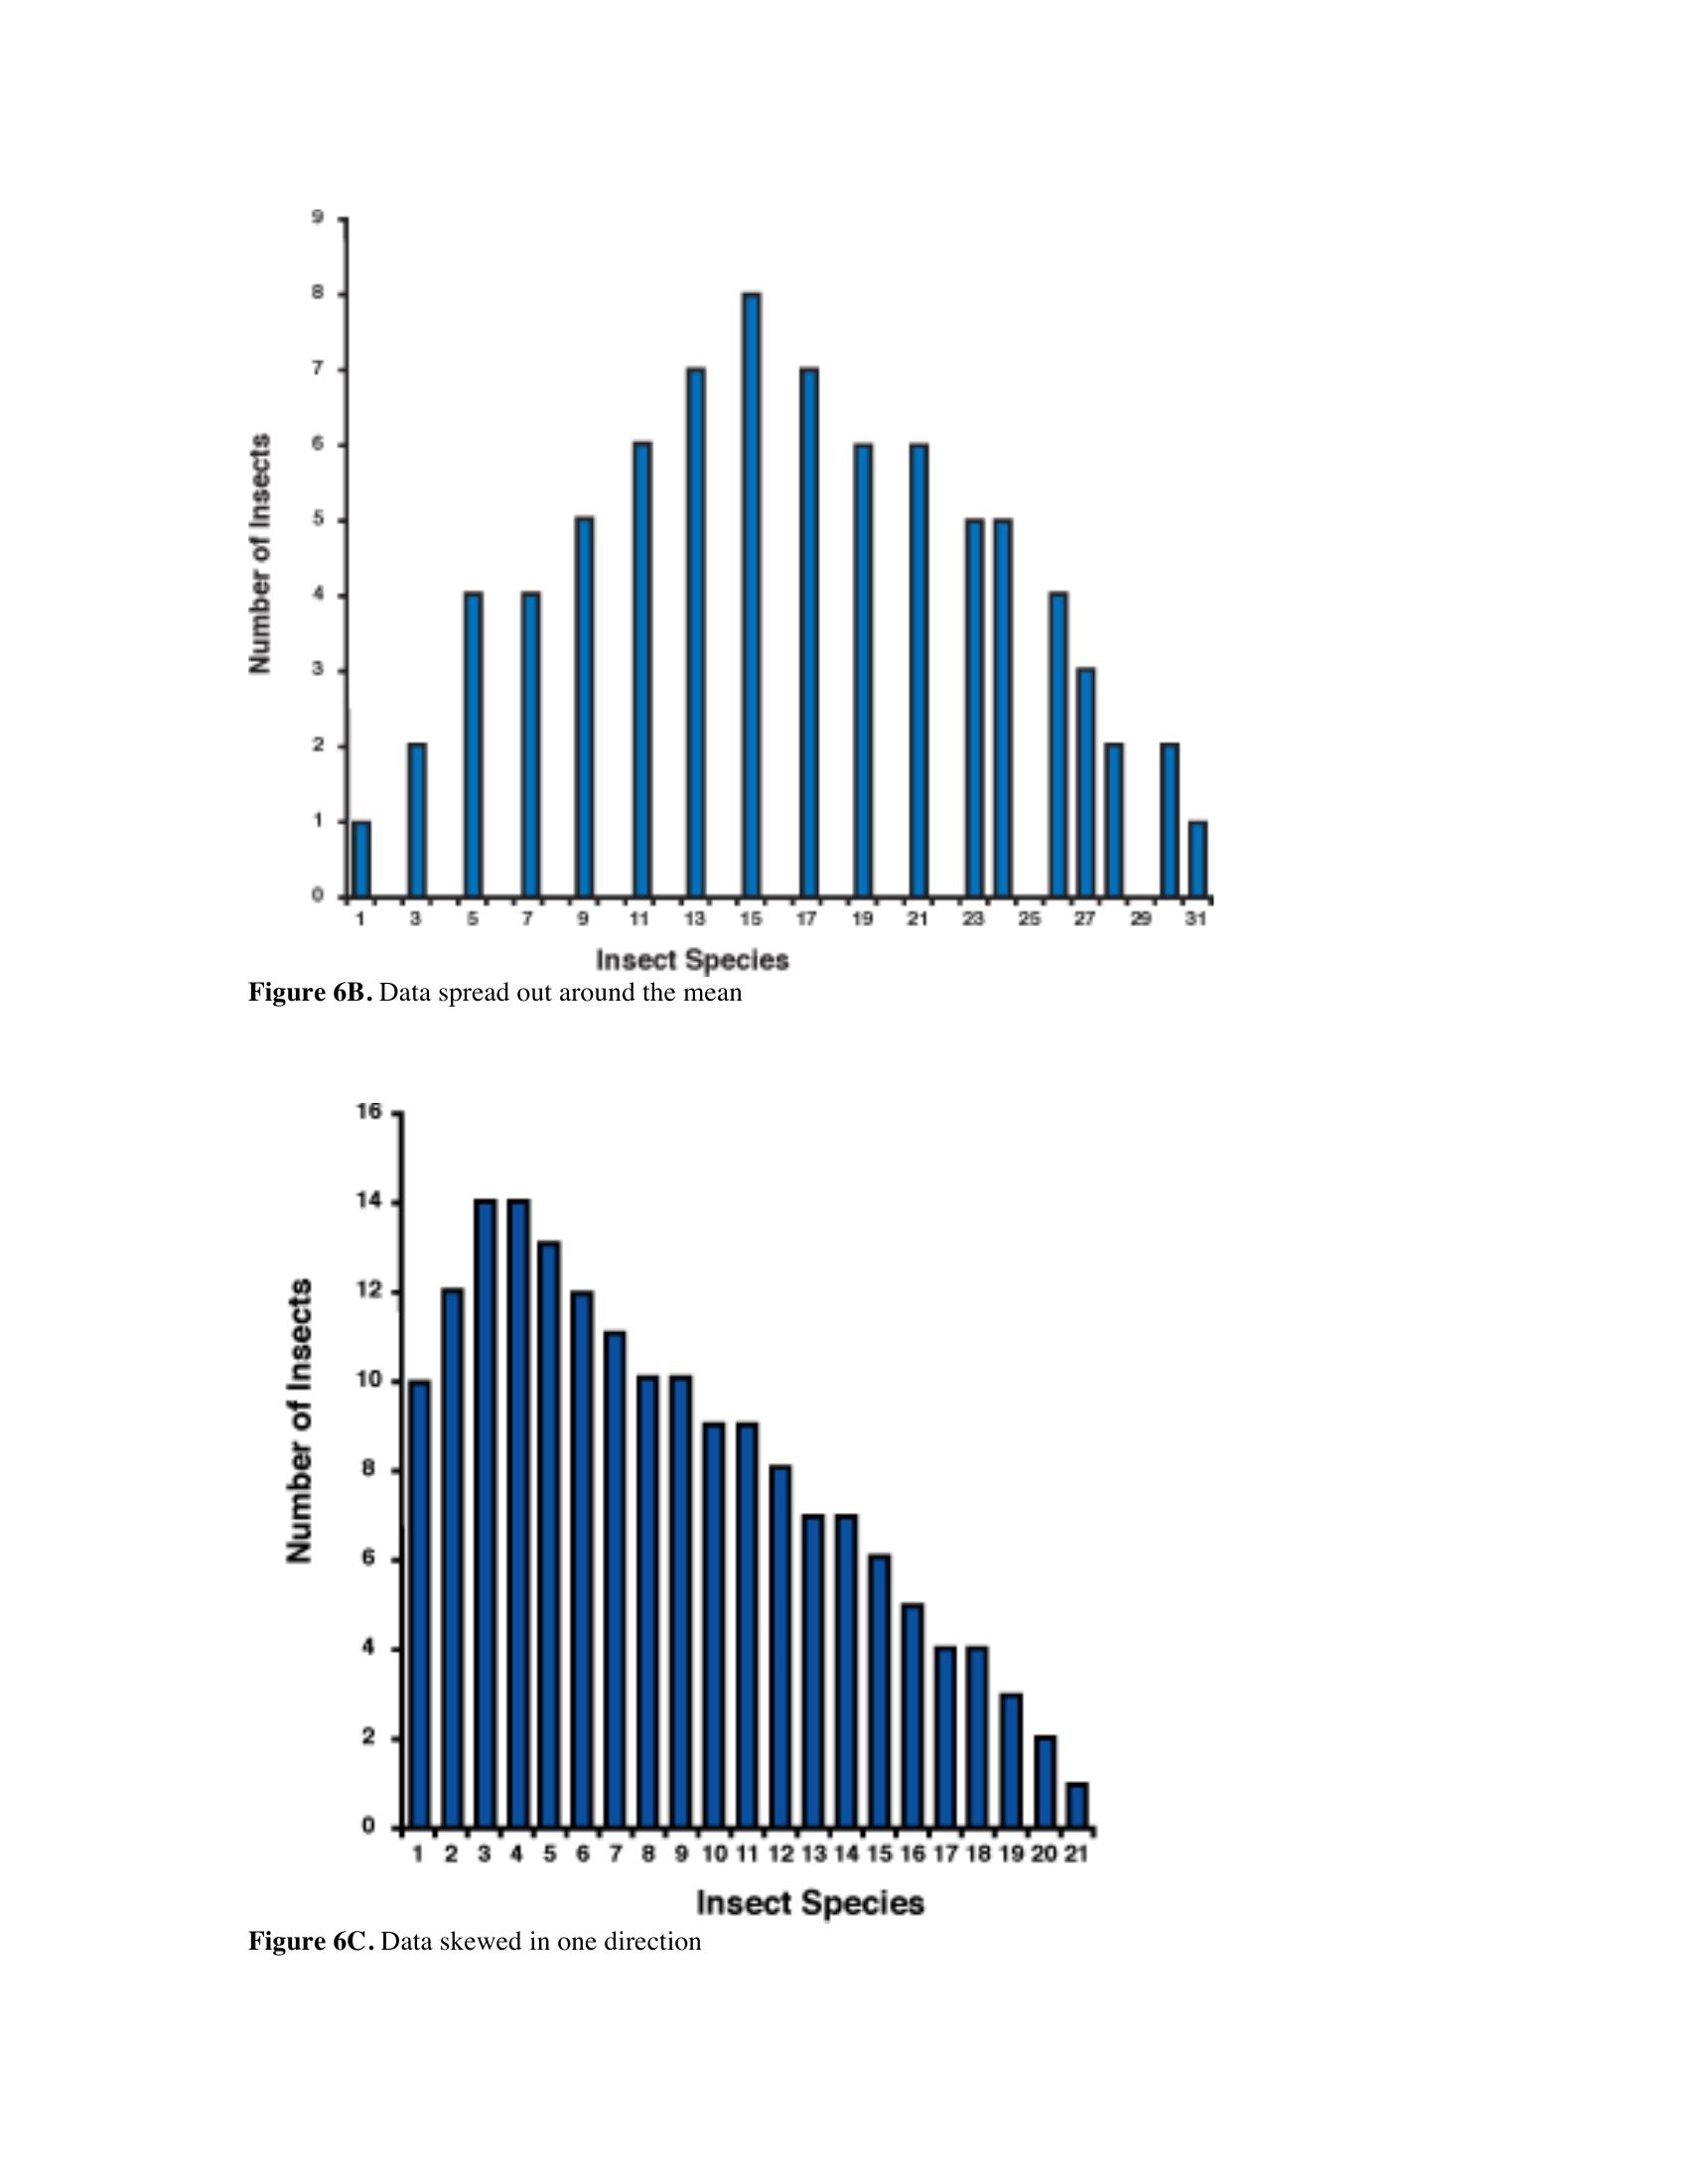 9
8
7
6
5
4
3
2
1
0
Number of Insects
1 3 5 7 9 11 13 15 17 19 21 23 25 27 29 31
Insect Species
Figure 6B. Data spread out around the mean
16
14
12
10
8
6
4
2
0
Number of Insects
1 2 3 4 5 6 7 8 9 10 11 12 13 14 15 16 17 18 19 20 21
Insect Species
Figure 6C. Data skewed in one direction